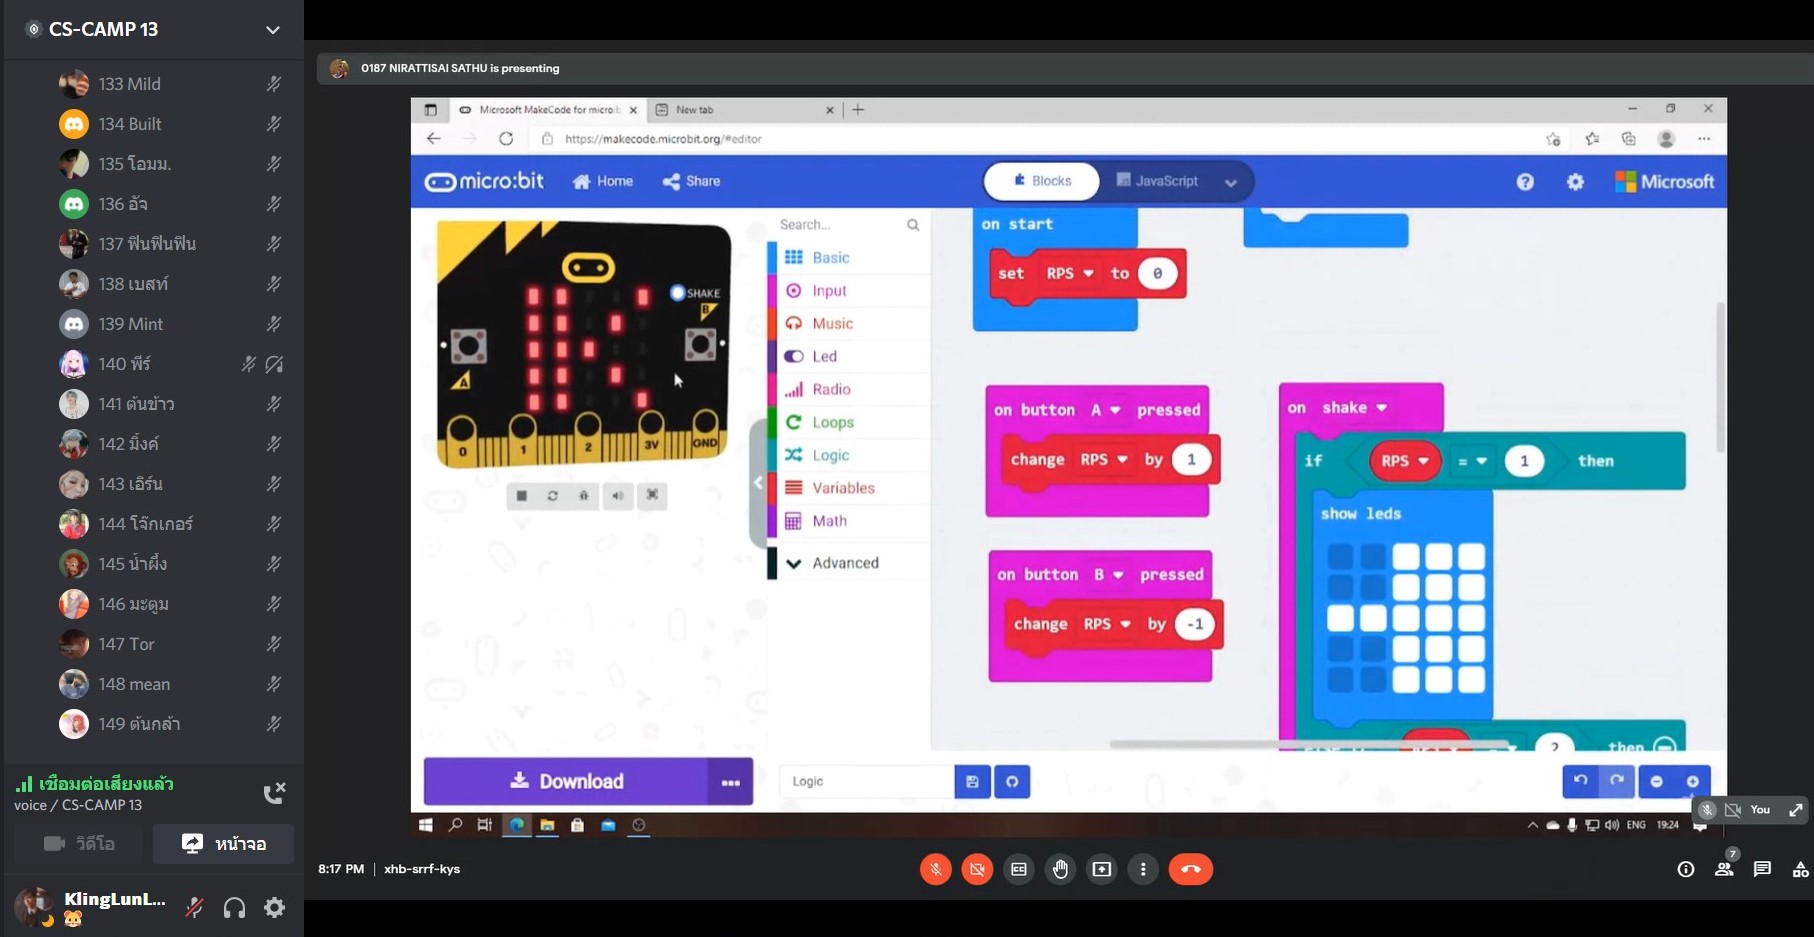 CS-CAMP 13
133 Mild
134 Built
135 โอมม.
136 อัจ
137 ฟินฟินฟิน
138 เบสท์
139 Mint
140 พีร์
141 ต้นข้าว
142 มิ้งค์
143 เอิร์น
144 โจ๊กเกอร์
145 น้ำผึ้ง
146 มะตูม
147 Tor
148 mean
149 ต้นกล้า
เชื่อมต่อเสียงแล้ว
voice / CS-CAMP 13
วิดีโอ
หน้าจอ
KlingLunL...
0187 NIRATTISAI SATHU is presenting
Microsoft MakeCode for micro:b
New tab
https://makecode.microbit.org/#editor
micro:bit
Home
Share
Blocks
JavaScript
Microsoft
SHAKE
B
A
0 1 2 3V GND
Search...
Basic
Input
Music
Led
Radio
Loops
Logic
Variables
Math
Advanced
on start
set RPS to 0
on button A pressed
change RPS by 1
on button B pressed
change RPS by -1
on shake
if RPS = 1 then
show leds
else if RPS = 2 then
Download
...
Logic
You
ENG 19:24
8:17 PM | xhb-srrf-kys
7